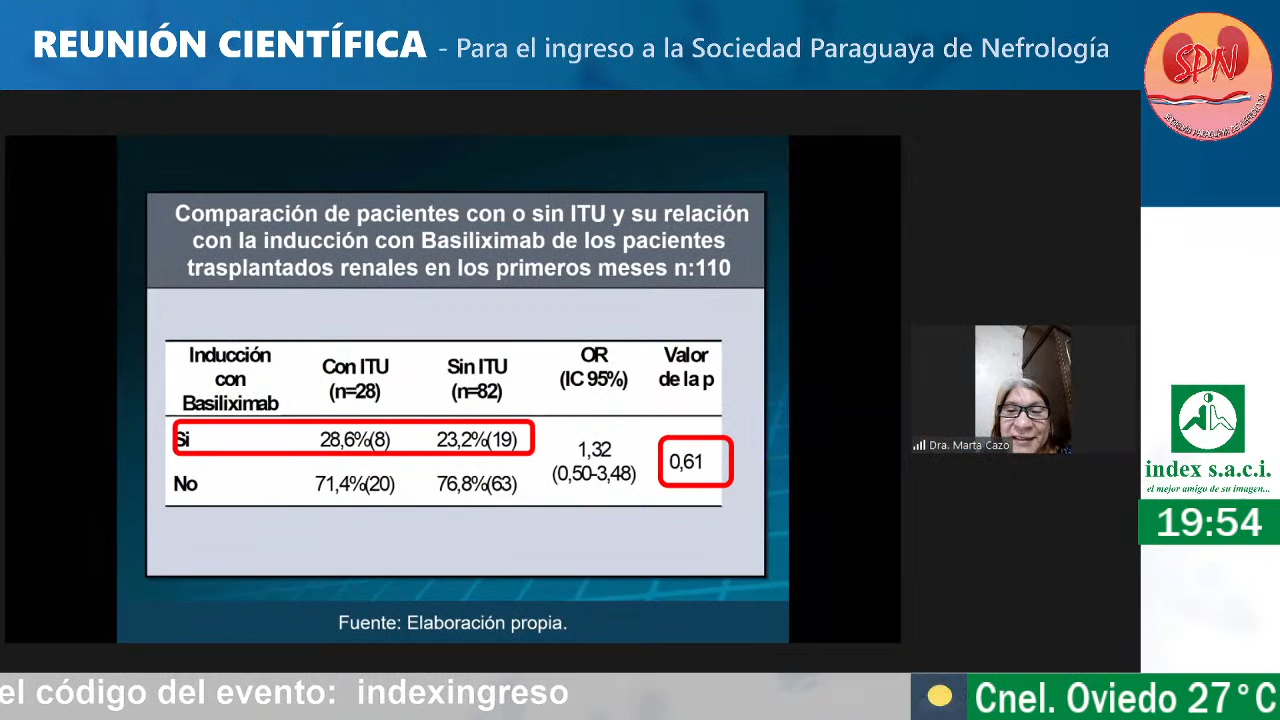 REUNIÓN CIENTÍFICA - Para el ingreso a la Sociedad Paraguaya de Nefrología
SPN
Comparación de pacientes con o sin ITU y su relación
con la inducción con Basiliximab de los pacientes
trasplantados renales en los primeros meses n:110
Inducción
con
Basiliximab
Con ITU
(n=28)
Sin ITU
(n=82)
OR
(IC 95%)
Valor
de la p
Si 28,6%(8) 23,2%(19)
No 71,4%(20) 76,8%(63)
1,32
(0,50-3,48)
0,61
Fuente: Elaboración propia.
Dra. Marta Cazo
index s.a.c.i.
el mejor amigo de su imagen...
19:54
el código del evento: indexingreso
Cnel. Oviedo 27°C